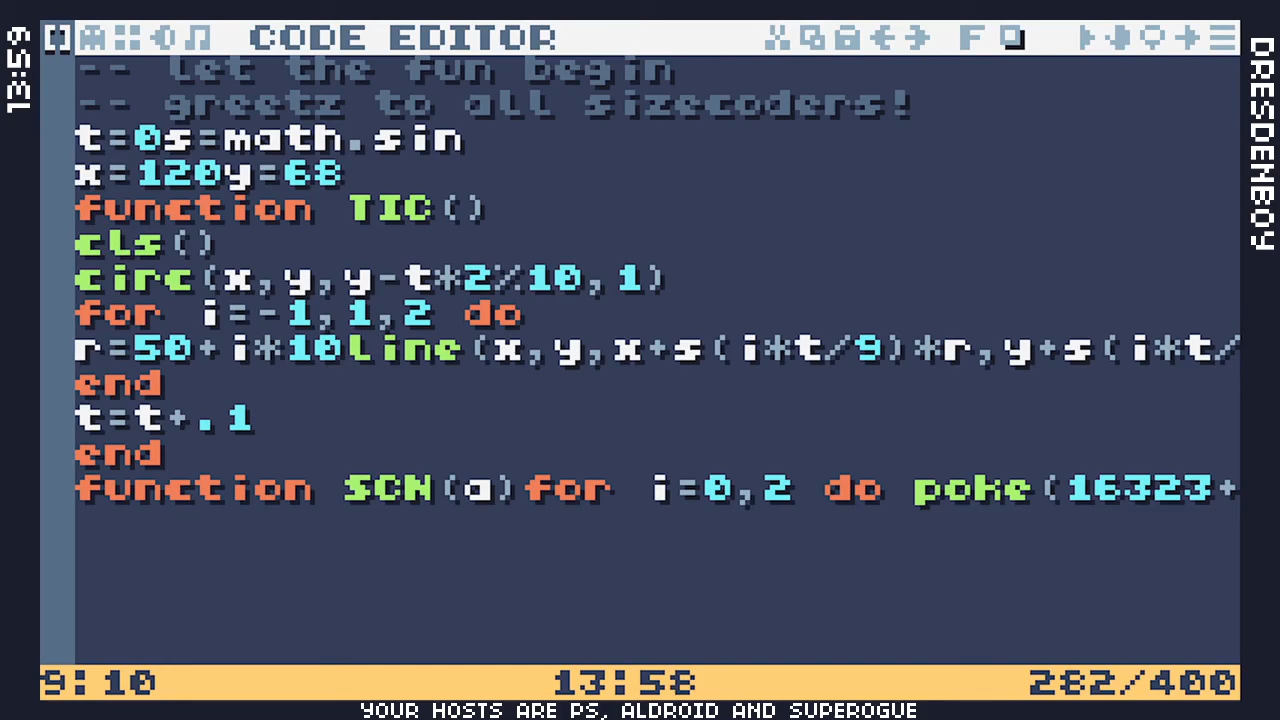 CODE EDITOR
F
13:59
DRESDENBOY
-- let the fun begin
-- greetz to all sizecoders!
t=0s=math.sin
x=120y=68
function TIC()
cls()
circ(x,y,y-t*2%10,1)
for i=-1,1,2 do
r=50+i*10line(x,y,x+s(i*t/9)*r,y+s(i*t/
end
t=t+.1
end
function SCN(a)for i=0,2 do poke(16323+
9:10 13:58 282/400
YOUR HOSTS ARE PS, ALDROID AND SUPEROGUE